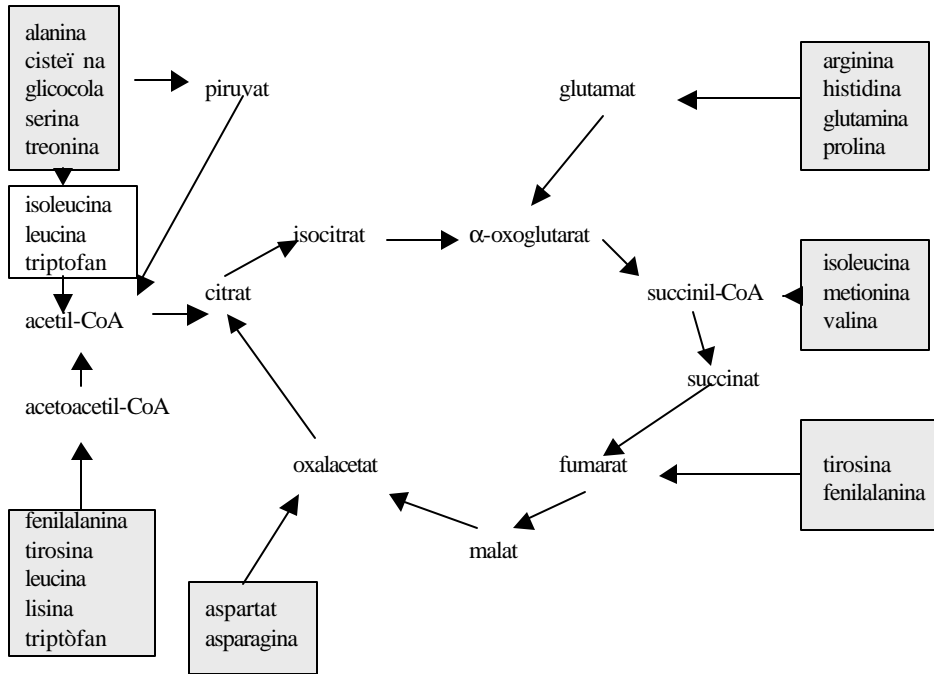 alanina
cisteï na
glicocola
serina
treonina
piruvat
glutamat
arginina
histidina
glutamina
prolina
isoleucina
leucina
triptofan
isocitrat
α-oxoglutarat
citrat
succinil-CoA
isoleucina
metionina
valina
acetil-CoA
succinat
acetoacetil-CoA
oxalacetat
fumarat
tirosina
fenilalanina
malat
fenilalanina
tirosina
leucina
lisina
triptòfan
aspartat
asparagina